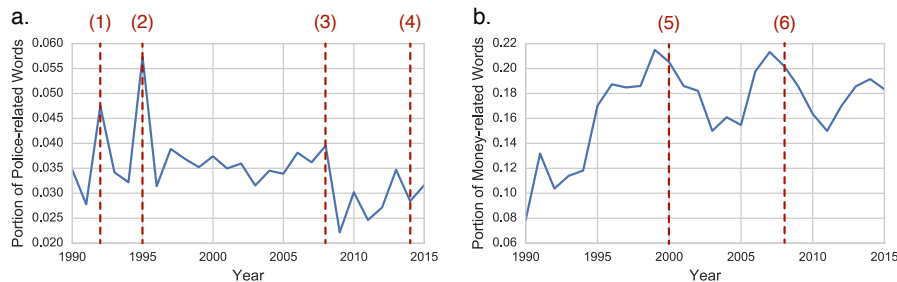 a.
(1) (2) (3) (4)
Portion of Police-related Words
0.060
0.055
0.050
0.045
0.040
0.035
0.030
0.025
0.020
1990 1995 2000 2005 2010 2015
Year
b.
(5) (6)
Portion of Money-related Words
0.22
0.20
0.18
0.16
0.14
0.12
0.10
0.08
0.06
1990 1995 2000 2005 2010 2015
Year